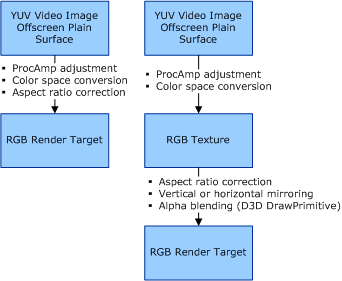 YUV Video Image
Offscreen Plain
Surface
▪ ProcAmp adjustment
▪ Color space conversion
▪ Aspect ratio correction
RGB Render Target
YUV Video Image
Offscreen Plain
Surface
▪ ProcAmp adjustment
▪ Color space conversion
RGB Texture
▪ Aspect ratio correction
▪ Vertical or horizontal mirroring
▪ Alpha blending (D3D DrawPrimitive)
RGB Render Target